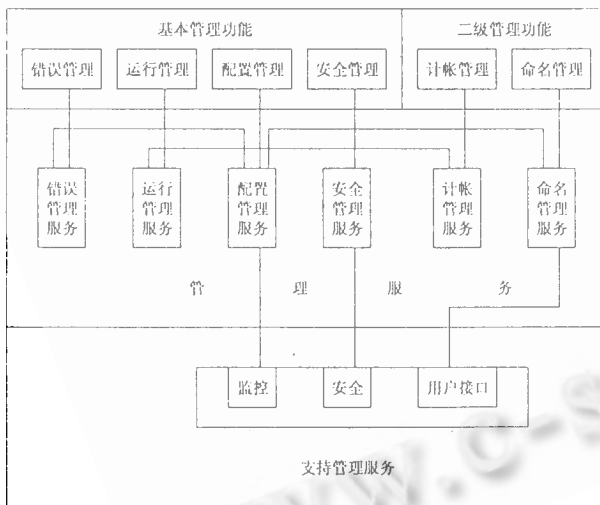 基本管理功能 二级管理功能
错误管理 运行管理 配置管理 安全管理 计帐管理 命名管理
错误管理服务 运行管理服务 配置管理服务 安全管理服务 计帐管理服务 命名管理服务
管理服务
监控 安全 用户接口
支持管理服务